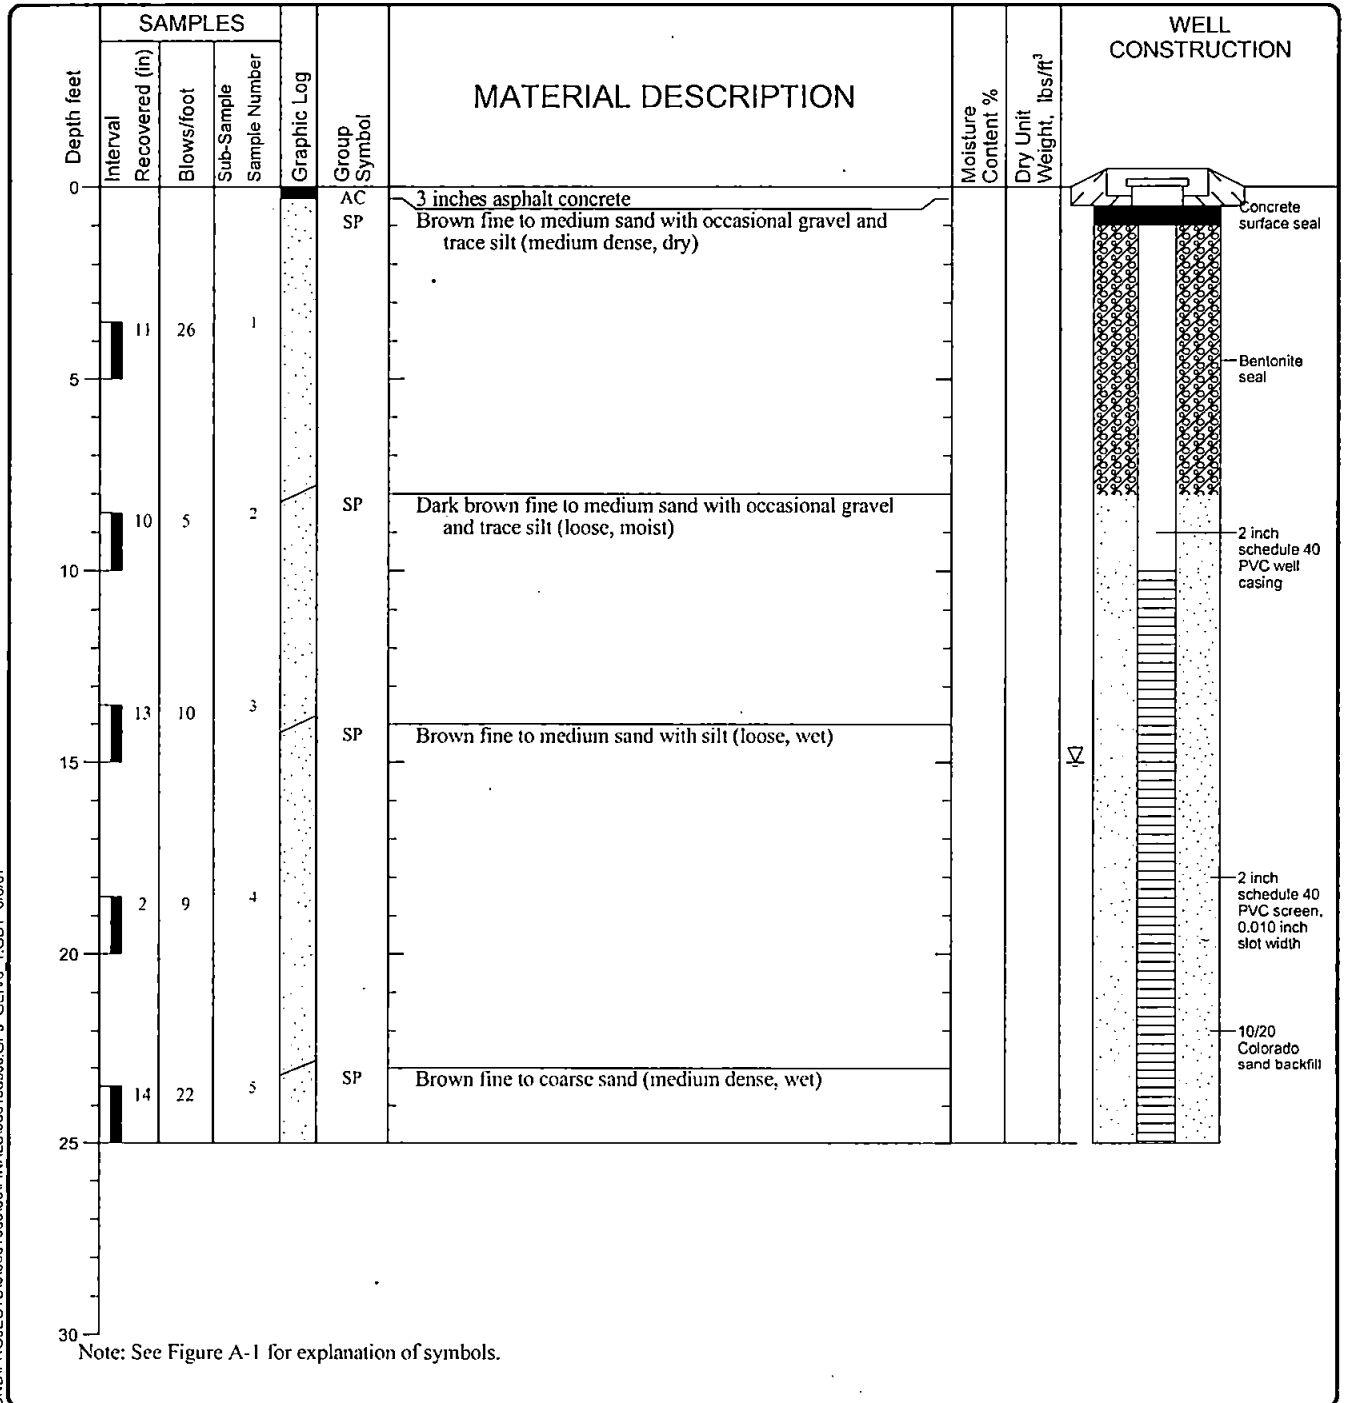 SAMPLES
Depth feet
Interval
Recovered (in)
Blows/foot
Sub-Sample
Sample Number
Graphic Log
Group
Symbol
MATERIAL DESCRIPTION
Moisture
Content %
Dry Unit
Weight, lbs/ft³
WELL
CONSTRUCTION
0
AC
3 inches asphalt concrete
SP
Brown fine to medium sand with occasional gravel and
trace silt (medium dense, dry)
Concrete
surface seal
11
26
1
5
Bentonite
seal
10
5
2
SP
Dark brown fine to medium sand with occasional gravel
and trace silt (loose, moist)
2 inch
schedule 40
PVC well
casing
10
13
10
3
SP
Brown fine to medium sand with silt (loose, wet)
15
2
9
4
2 inch
schedule 40
PVC screen,
0.010 inch
slot width
20
10/20
Colorado
sand backfill
14
22
5
SP
Brown fine to coarse sand (medium dense, wet)
25
30
Note: See Figure A-1 for explanation of symbols.